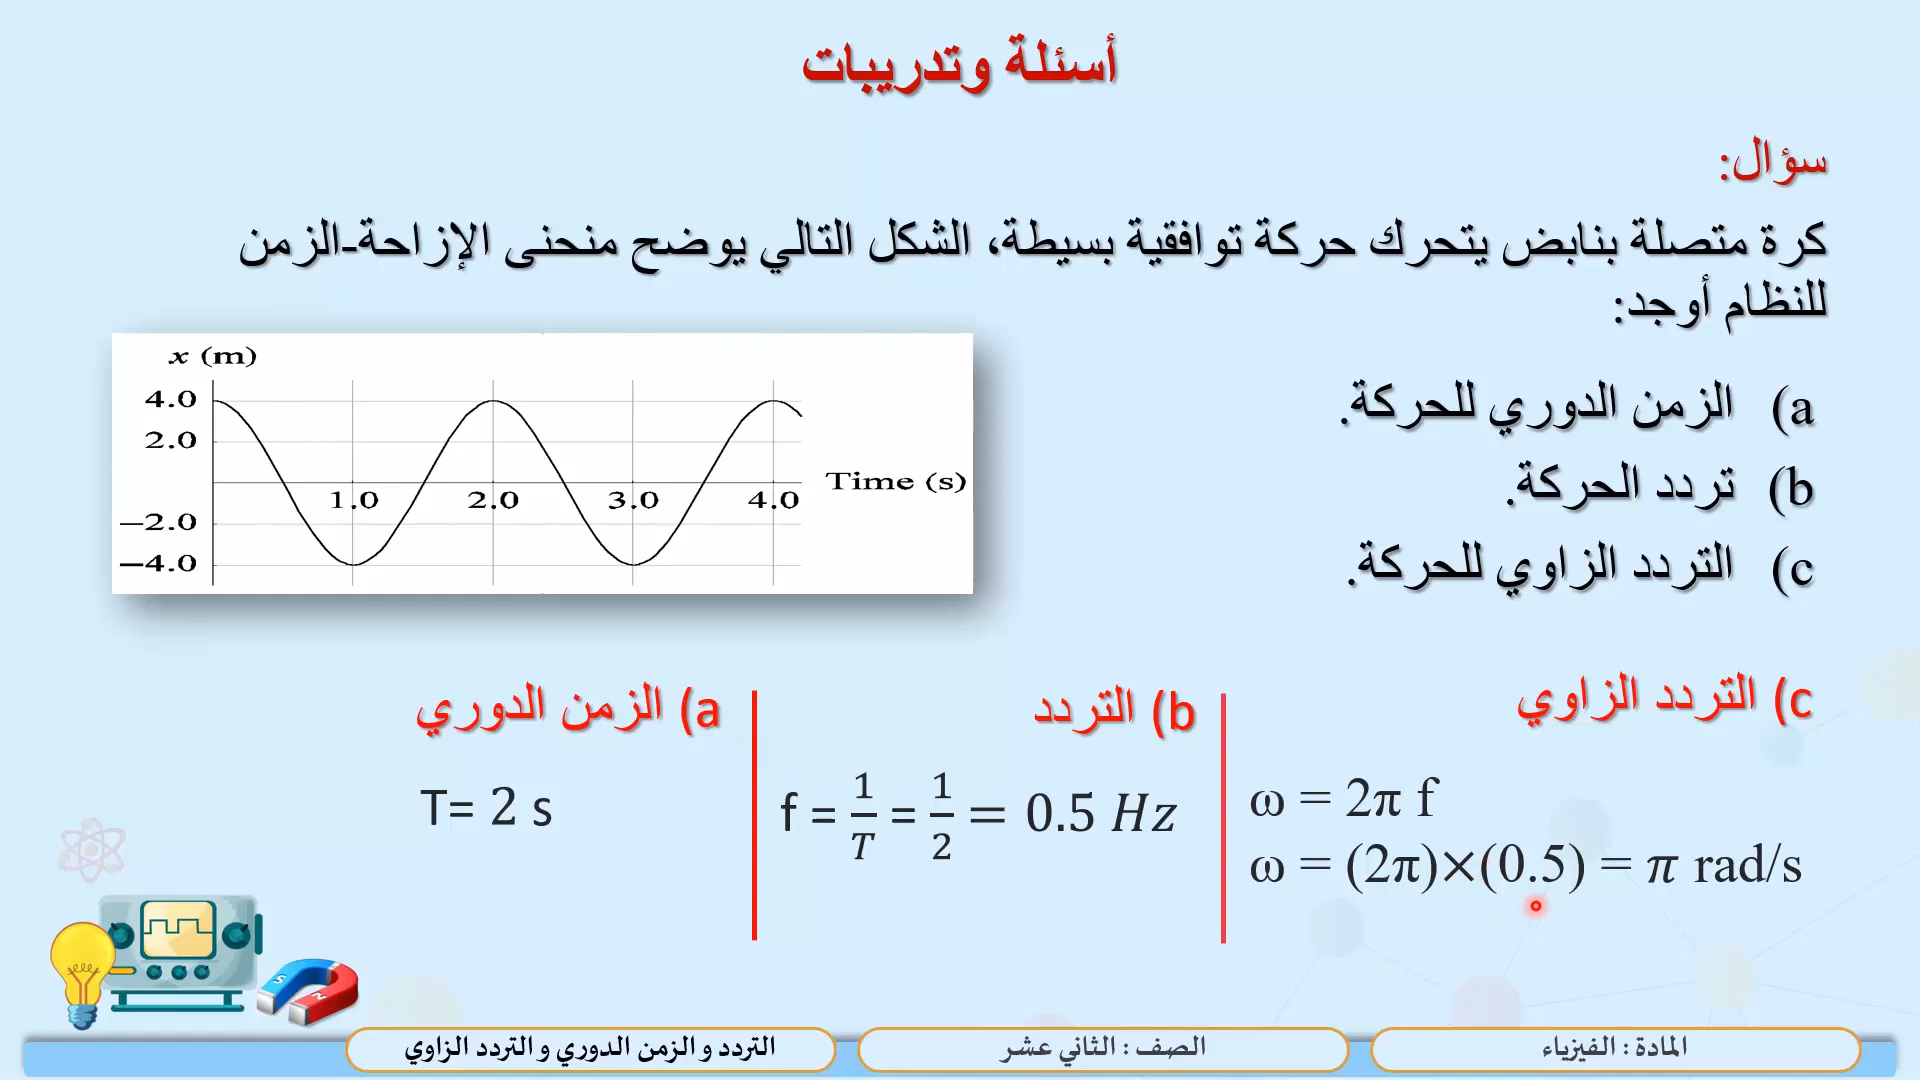 أسئلة وتدريبات
سؤال:
كرة متصلة بنابض يتحرك حركة توافقية بسيطة، الشكل التالي يوضح منحنى الإزاحة-الزمن
للنظام أوجد:
a) الزمن الدوري للحركة.
b) تردد الحركة.
c) التردد الزاوي للحركة.
x (m)
4.0
2.0
−2.0
−4.0
1.0 2.0 3.0 4.0
Time (s)
a) الزمن الدوري
T= 2 s
b) التردد
f = 1/T = 1/2 = 0.5 Hz
c) التردد الزاوي
ω = 2π f
ω = (2π)×(0.5) = π rad/s
S N
المادة : الفيزياء
الصف : الثاني عشر
التردد و الزمن الدوري و التردد الزاوي